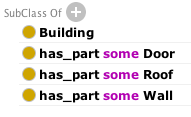 SubClass Of
Building
has_part some Door
has_part some Roof
has_part some Wall